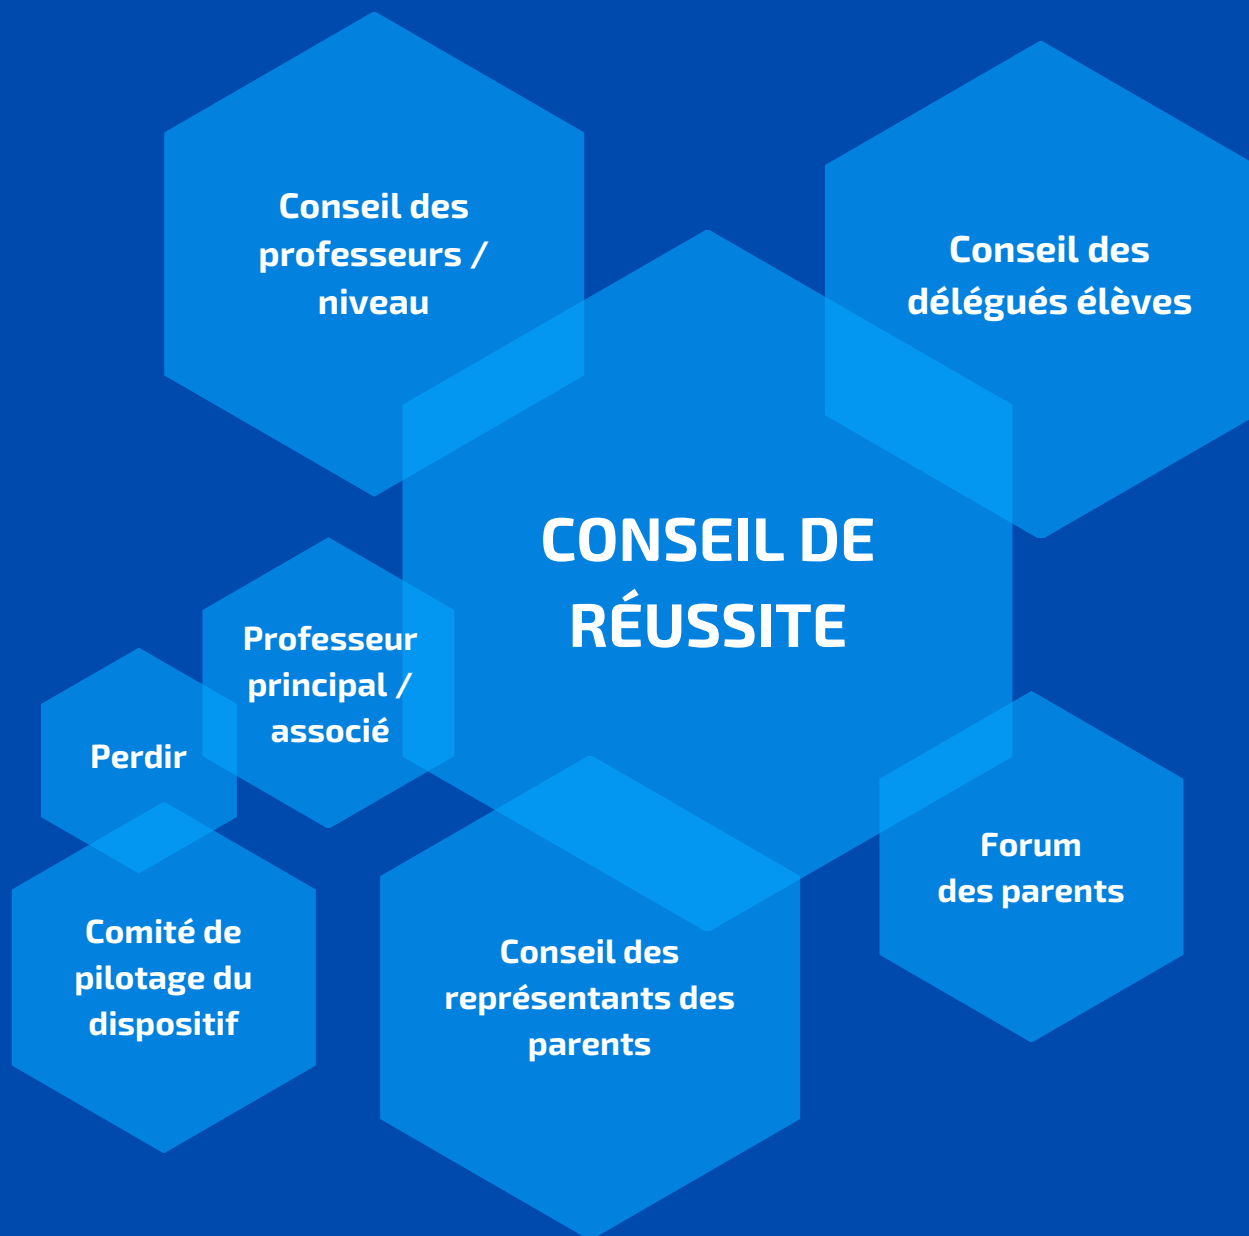 Conseil des
professeurs /
niveau
Conseil des
délégués élèves
CONSEIL DE
RÉUSSITE
Professeur
principal /
associé
Perdir
Forum
des parents
Comité de
pilotage du
dispositif
Conseil des
représentants des
parents